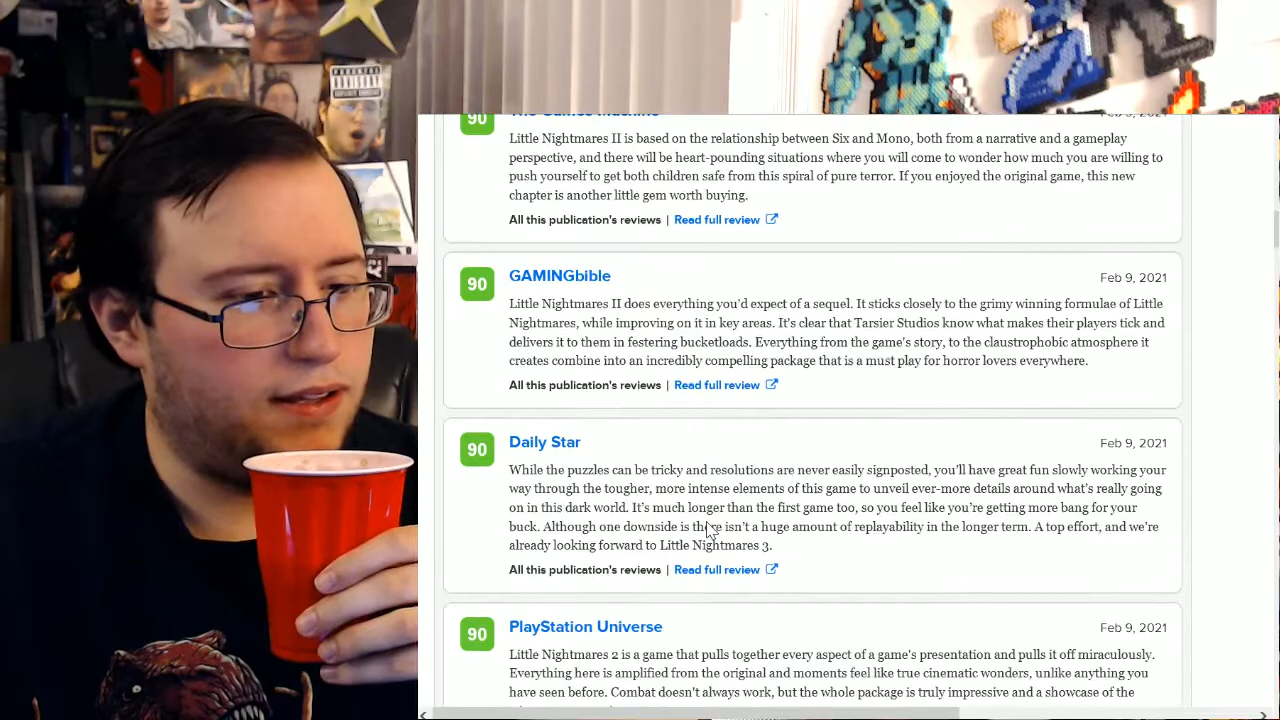 PARENTAL
ADVISORY
EXPLICIT CONTENT
90
The Games Machine
Feb 9, 2021
Little Nightmares II is based on the relationship between Six and Mono, both from a narrative and a gameplay
perspective, and there will be heart-pounding situations where you will come to wonder how much you are willing to
push yourself to get both children safe from this spiral of pure terror. If you enjoyed the original game, this new
chapter is another little gem worth buying.
All this publication's reviews | Read full review
90
GAMINGbible
Feb 9, 2021
Little Nightmares II does everything you'd expect of a sequel. It sticks closely to the grimy winning formulae of Little
Nightmares, while improving on it in key areas. It's clear that Tarsier Studios know what makes their players tick and
delivers it to them in festering bucketloads. Everything from the game's story, to the claustrophobic atmosphere it
creates combine into an incredibly compelling package that is a must play for horror lovers everywhere.
All this publication's reviews | Read full review
90
Daily Star
Feb 9, 2021
While the puzzles can be tricky and resolutions are never easily signposted, you'll have great fun slowly working your
way through the tougher, more intense elements of this game to unveil ever-more details around what's really going
on in this dark world. It's much longer than the first game too, so you feel like you're getting more bang for your
buck. Although one downside is there isn't a huge amount of replayability in the longer term. A top effort, and we're
already looking forward to Little Nightmares 3.
All this publication's reviews | Read full review
90
PlayStation Universe
Feb 9, 2021
Little Nightmares 2 is a game that pulls together every aspect of a game's presentation and pulls it off miraculously.
Everything here is amplified from the original and moments feel like true cinematic wonders, unlike anything you
have seen before. Combat doesn't always work, but the whole package is truly impressive and a showcase of the